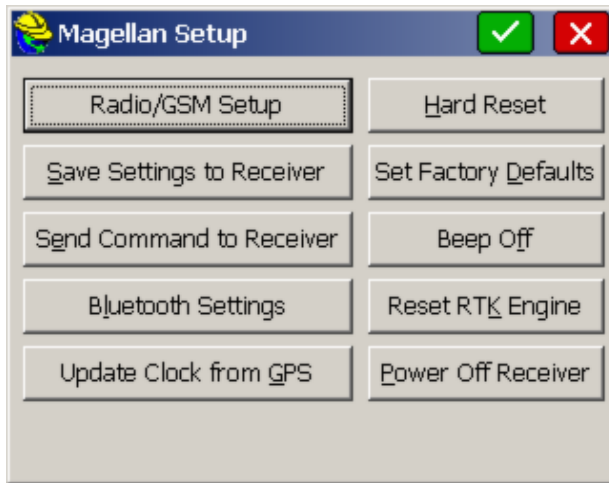 Magellan Setup
Radio/GSM Setup
Hard Reset
Save Settings to Receiver
Set Factory Defaults
Send Command to Receiver
Beep Off
Bluetooth Settings
Reset RTK Engine
Update Clock from GPS
Power Off Receiver